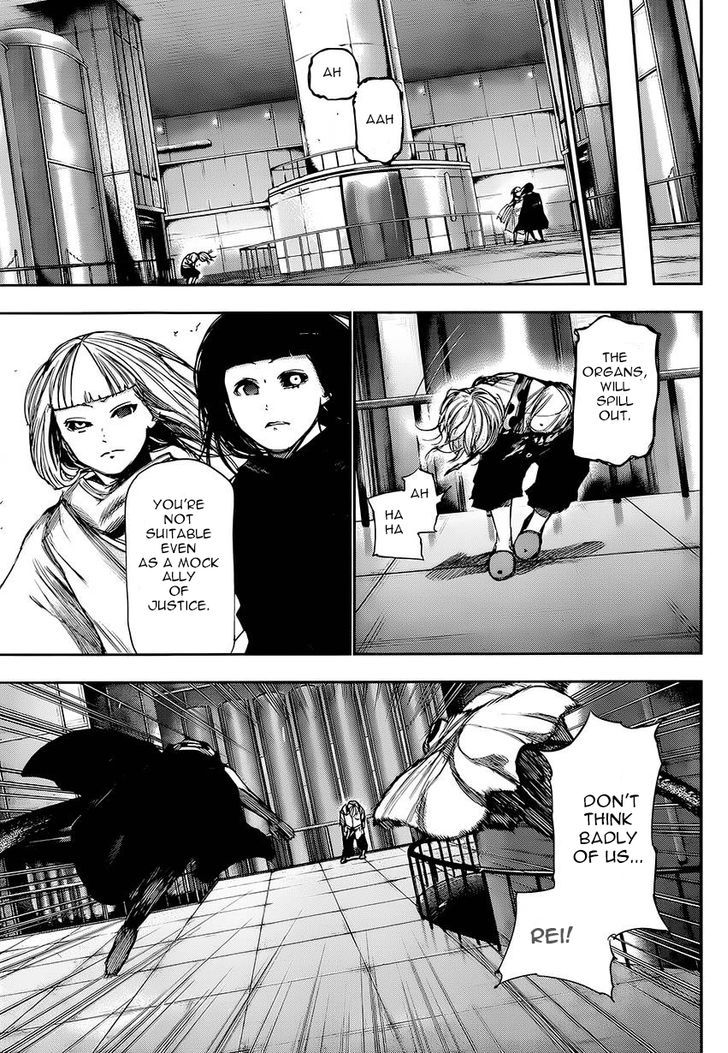 AH
AAH
THE
ORGANS,
WILL
SPILL
OUT.
AH
HA
HA
YOU'RE
NOT
SUITABLE
EVEN
AS A MOCK
ALLY
OF
JUSTICE.
DON'T
THINK
BADLY
OF US...
REI!